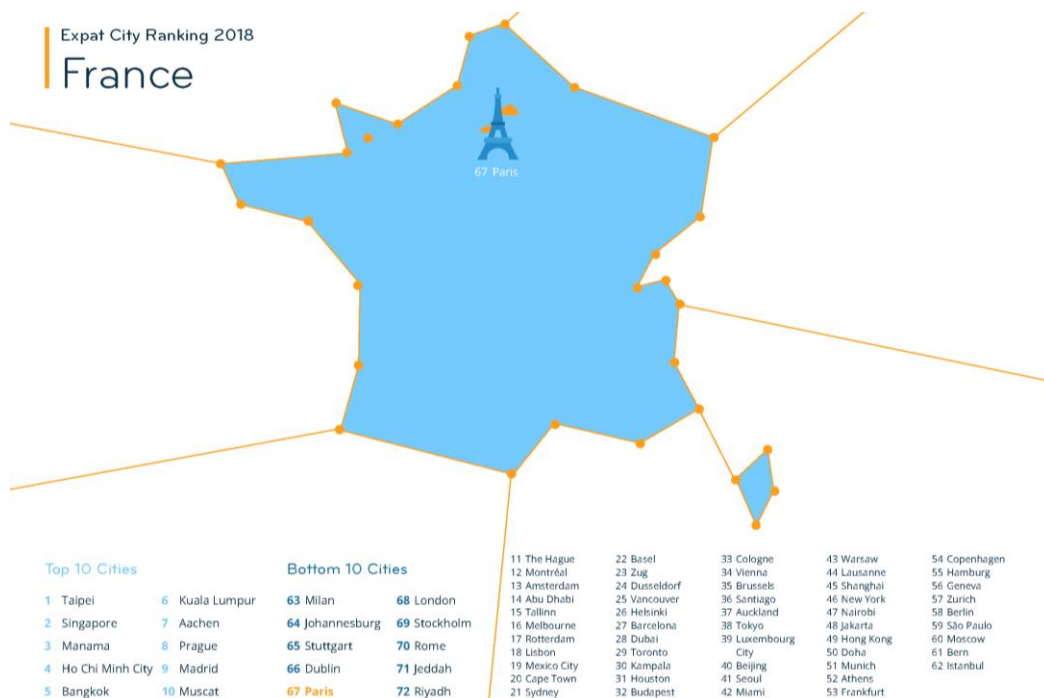 Expat City Ranking 2018
France
67 Paris
Top 10 Cities
1 Taipei
2 Singapore
3 Manama
4 Ho Chi Minh City
5 Bangkok
6 Kuala Lumpur
7 Aachen
8 Prague
9 Madrid
10 Muscat
Bottom 10 Cities
63 Milan
64 Johannesburg
65 Stuttgart
66 Dublin
67 Paris
68 London
69 Stockholm
70 Rome
71 Jeddah
72 Riyadh
11 The Hague
12 Montréal
13 Amsterdam
14 Abu Dhabi
15 Tallinn
16 Melbourne
17 Rotterdam
18 Lisbon
19 Mexico City
20 Cape Town
21 Sydney
22 Basel
23 Zug
24 Dusseldorf
25 Vancouver
26 Helsinki
27 Barcelona
28 Dubai
29 Toronto
30 Kampala
31 Houston
32 Budapest
33 Cologne
34 Vienna
35 Brussels
36 Santiago
37 Auckland
38 Tokyo
39 Luxembourg
City
40 Beijing
41 Seoul
42 Miami
43 Warsaw
44 Lausanne
45 Shanghai
46 New York
47 Nairobi
48 Jakarta
49 Hong Kong
50 Doha
51 Munich
52 Athens
53 Frankfurt
54 Copenhagen
55 Hamburg
56 Geneva
57 Zurich
58 Berlin
59 São Paulo
60 Moscow
61 Bern
62 Istanbul